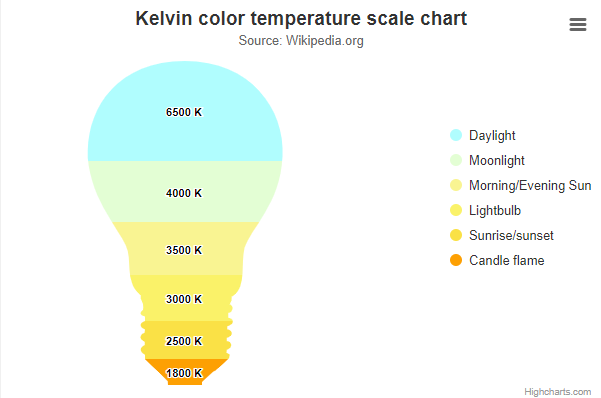 Kelvin color temperature scale chart
Source: Wikipedia.org
6500 K
4000 K
3500 K
3000 K
2500 K
1800 K
Daylight
Moonlight
Morning/Evening Sun
Lightbulb
Sunrise/sunset
Candle flame
Highcharts.com